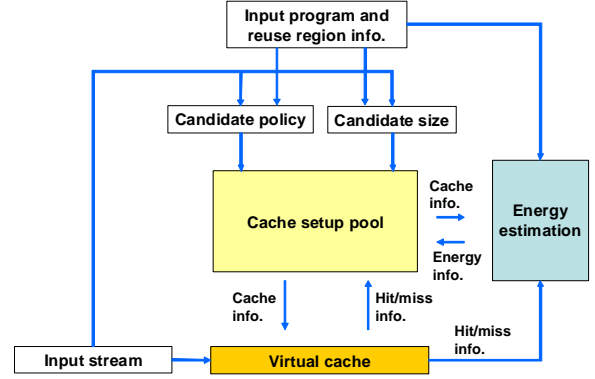 Input program and
reuse region info.
Candidate policy
Candidate size
Cache setup pool
Cache
info.
Energy
info.
Energy
estimation
Cache
info.
Hit/miss
info.
Hit/miss
info.
Input stream
Virtual cache